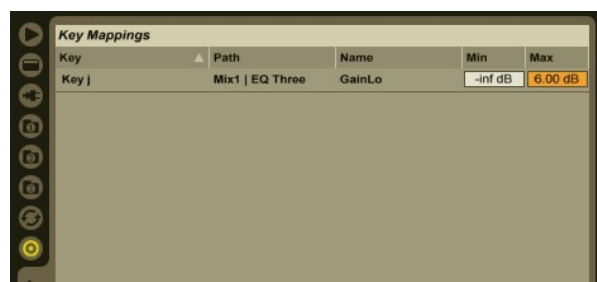 Key Mappings
Key Path Name Min Max
Key j Mix1 | EQ Three GainLo -inf dB 6.00 dB